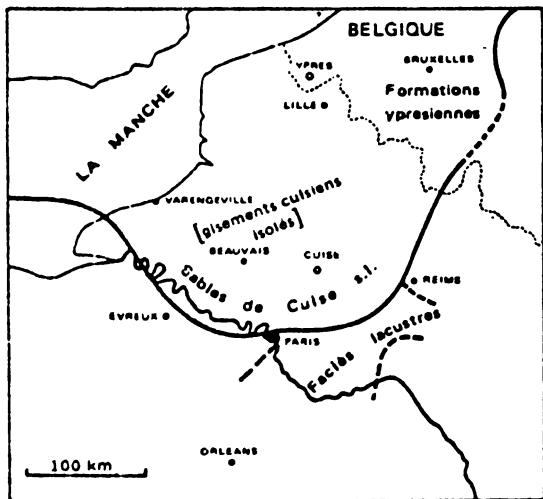 BELGIQUE
YPRES
BRUXELLES
LILLE
Formations
ypresiennes
LA MANCHE
VARENGEVILLE
[gisements cuisiens
isolés]
BEAUVAIS
CUISE
Sables de Cuise s.l.
REIMS
EVREUX
PARIS
Faciès lacustres
ORLÉANS
100 km